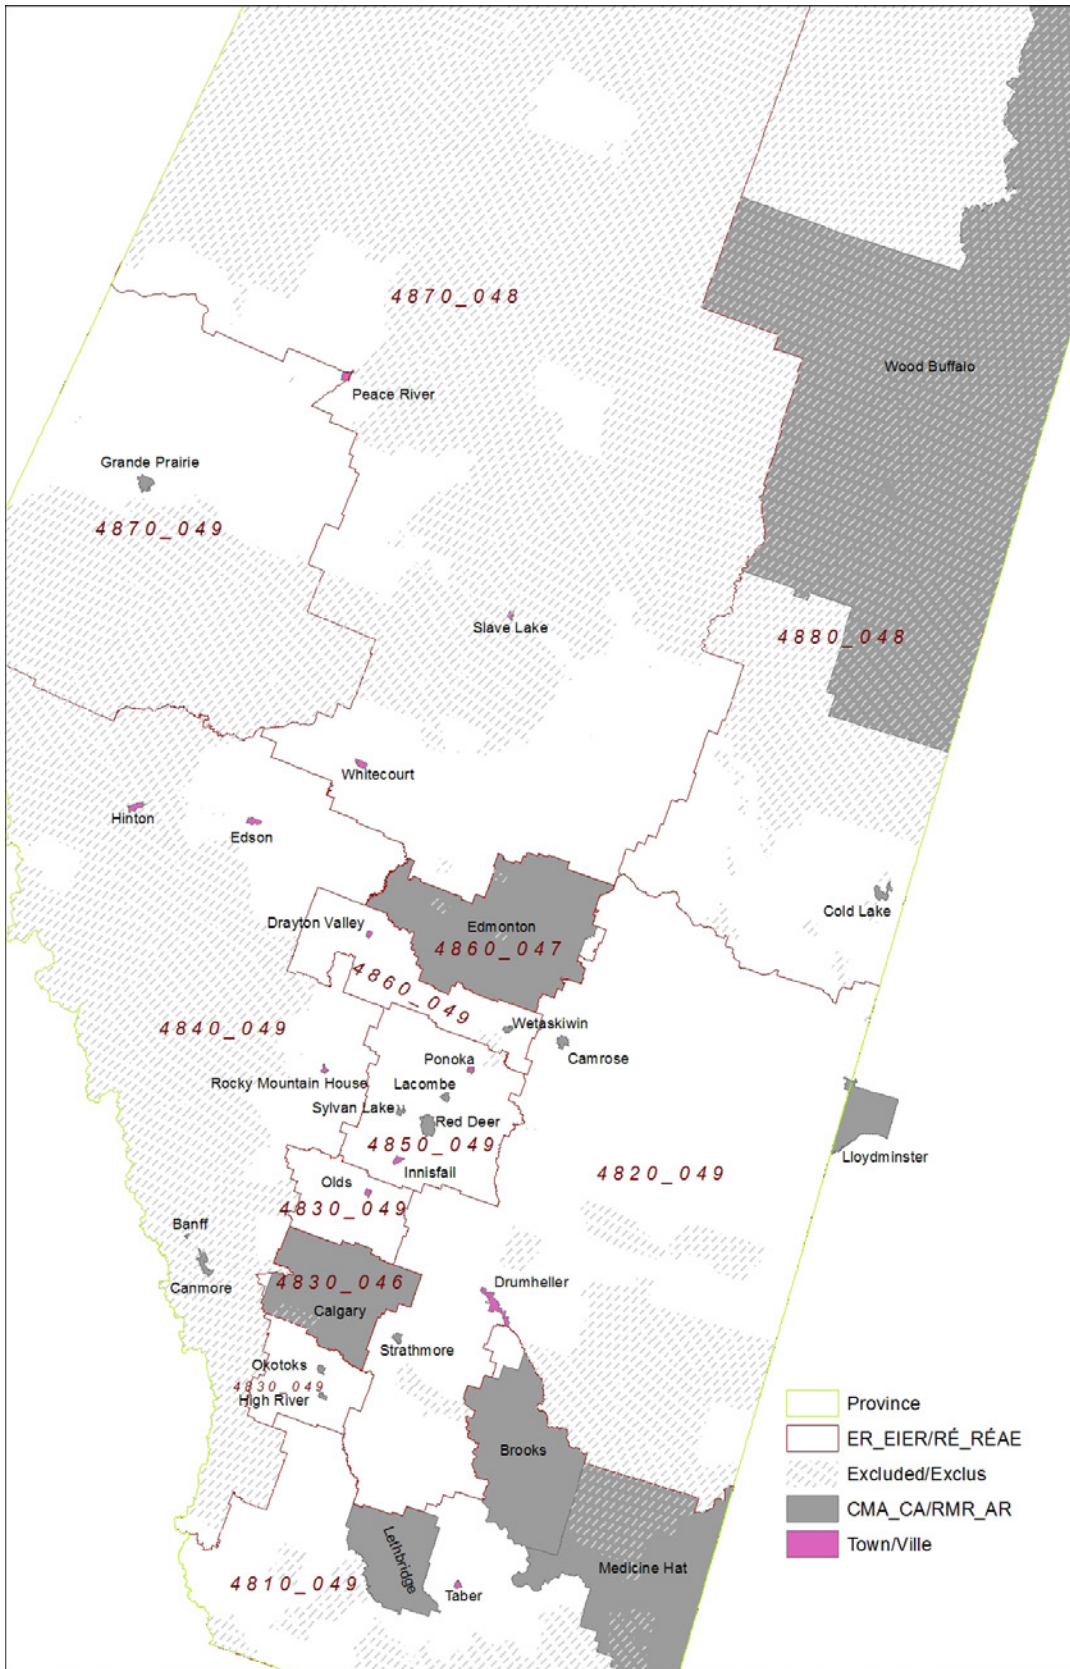 4870_048
Wood Buffalo
Peace River
Grande Prairie
4870_049
Slave Lake
4880_048
Whitecourt
Hinton
Edson
Cold Lake
Drayton Valley
Edmonton
4860_047
4860_049
Wetaskiwin
4840_049
Camrose
Ponoka
Rocky Mountain House
Lacombe
Sylvan Lake
Red Deer
4850_049
Lloydminster
Innisfail
4820_049
Olds
4830_049
Banff
4830_046
Drumheller
Canmore
Calgary
Strathmore
Okotoks
4830_049
High River
Province
ER_EIER/RÉ_RÉAE
Brooks
Excluded/Exclus
CMA_CA/RMR_AR
Town/Ville
Lethbridge
Medicine Hat
4810_049
Taber